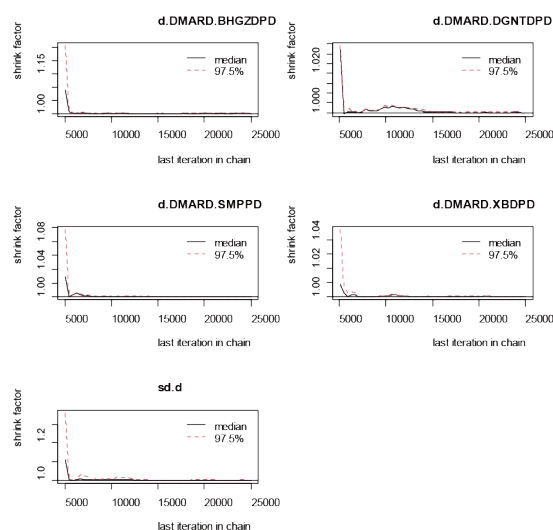 d.DMARD.BHGZDPD
shrink factor
1.00 1.15
median
97.5%
5000 10000 15000 20000 25000
last iteration in chain
d.DMARD.DGNTDPD
shrink factor
1.000 1.020
median
97.5%
5000 10000 15000 20000 25000
last iteration in chain
d.DMARD.SMPPD
shrink factor
1.00 1.04 1.08
median
97.5%
5000 10000 15000 20000 25000
last iteration in chain
d.DMARD.XBDPD
shrink factor
1.00 1.02 1.04
median
97.5%
5000 10000 15000 20000 25000
last iteration in chain
sd.d
shrink factor
1.0 1.2
median
97.5%
5000 10000 15000 20000 25000
last iteration in chain